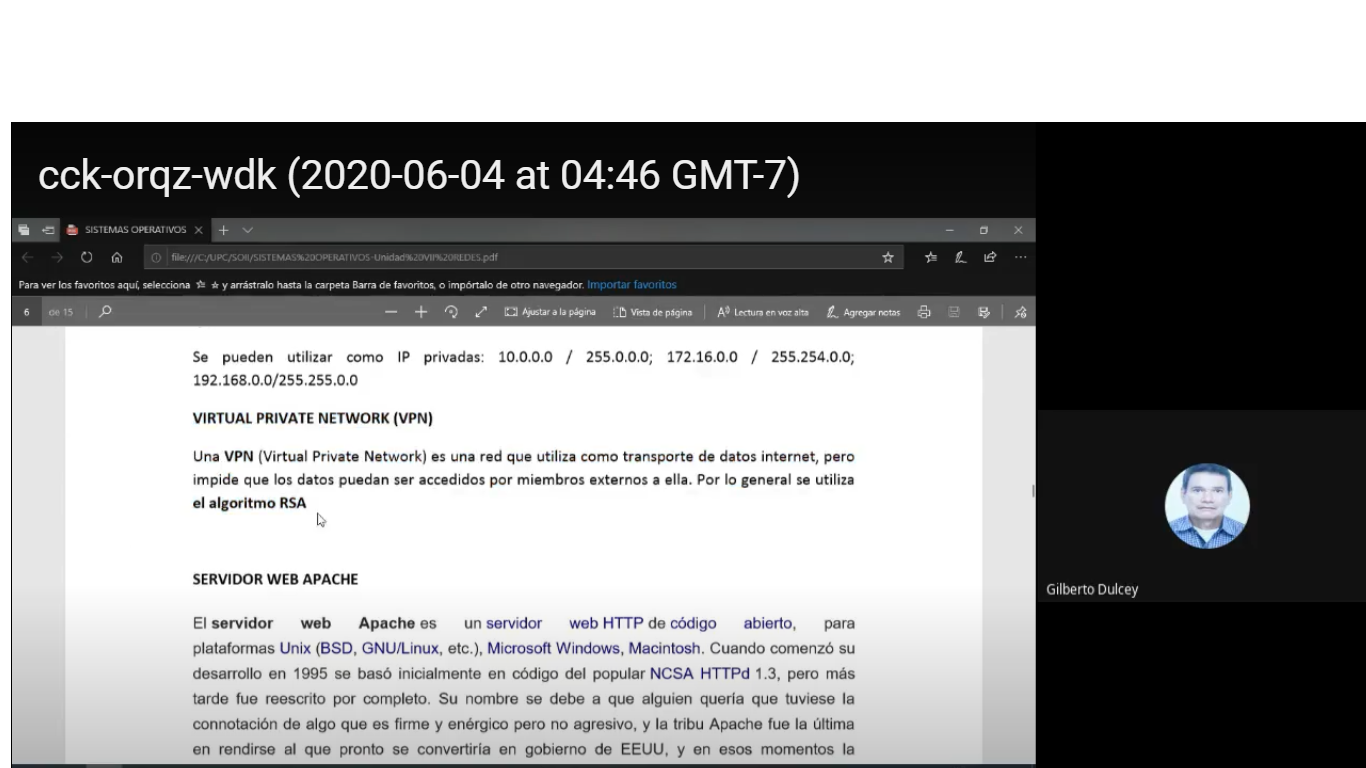 cck-orqz-wdk (2020-06-04 at 04:46 GMT-7)
SISTEMAS OPERATIVOS
file:///C:/UPC/SOII/SISTEMAS%20OPERATIVOS-Unidad%20VII%20REDES.pdf
Para ver los favoritos aquí, selecciona y arrástralo hasta la carpeta Barra de favoritos, o impórtalo de otro navegador. Importar favoritos
6 de 15 Ajustar a la página Vista de página Lectura en voz alta Agregar notas
Se pueden utilizar como IP privadas: 10.0.0.0 / 255.0.0.0; 172.16.0.0 / 255.254.0.0;
192.168.0.0/255.255.0.0
VIRTUAL PRIVATE NETWORK (VPN)
Una VPN (Virtual Private Network) es una red que utiliza como transporte de datos internet, pero
impide que los datos puedan ser accedidos por miembros externos a ella. Por lo general se utiliza
el algoritmo RSA
SERVIDOR WEB APACHE
El servidor web Apache es un servidor web HTTP de código abierto, para
plataformas Unix (BSD, GNU/Linux, etc.), Microsoft Windows, Macintosh. Cuando comenzó su
desarrollo en 1995 se basó inicialmente en código del popular NCSA HTTPd 1.3, pero más
tarde fue reescrito por completo. Su nombre se debe a que alguien quería que tuviese la
connotación de algo que es firme y enérgico pero no agresivo, y la tribu Apache fue la última
en rendirse al que pronto se convertiría en gobierno de EEUU, y en esos momentos la
Gilberto Dulcey